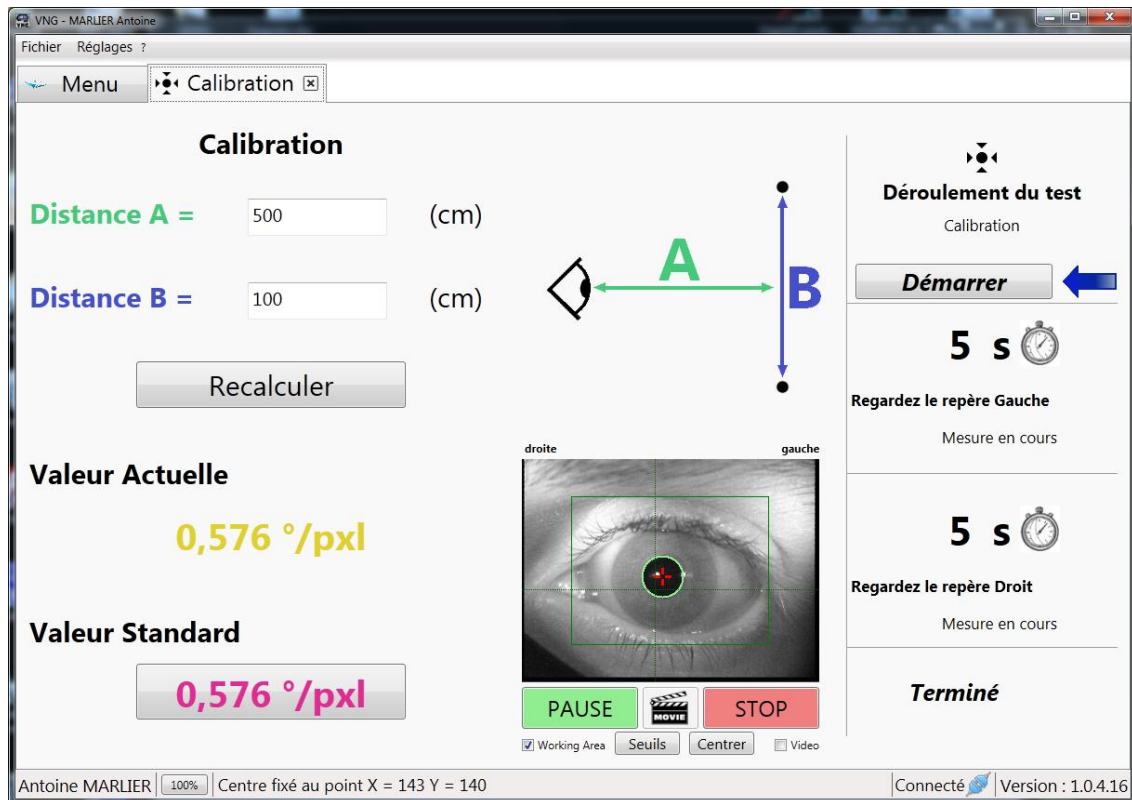 VNG - MARLIER Antoine
Fichier Réglages ?
Menu
Calibration
Calibration
Distance A = 500 (cm)
Distance B = 100 (cm)
Recalculer
A
B
Valeur Actuelle
0,576 °/pxl
Valeur Standard
0,576 °/pxl
droite gauche
PAUSE MOVIE STOP
Working Area Seuils Centrer Video
Déroulement du test
Calibration
Démarrer
5 s
Regardez le repère Gauche
Mesure en cours
5 s
Regardez le repère Droit
Mesure en cours
Terminé
Antoine MARLIER 100% Centre fixé au point X = 143 Y = 140 Connecté Version : 1.0.4.16